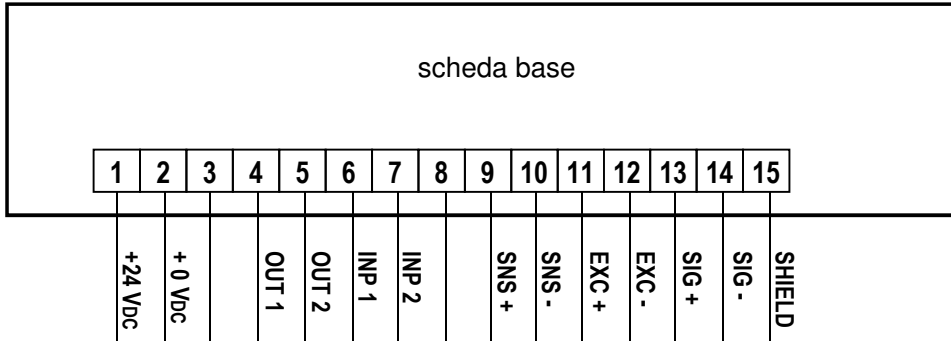 scheda base
1 2 3 4 5 6 7 8 9 10 11 12 13 14 15
+24 VDC
+ 0 VDC
OUT 1
OUT 2
INP 1
INP 2
SNS +
SNS -
EXC +
EXC -
SIG +
SIG -
SHIELD